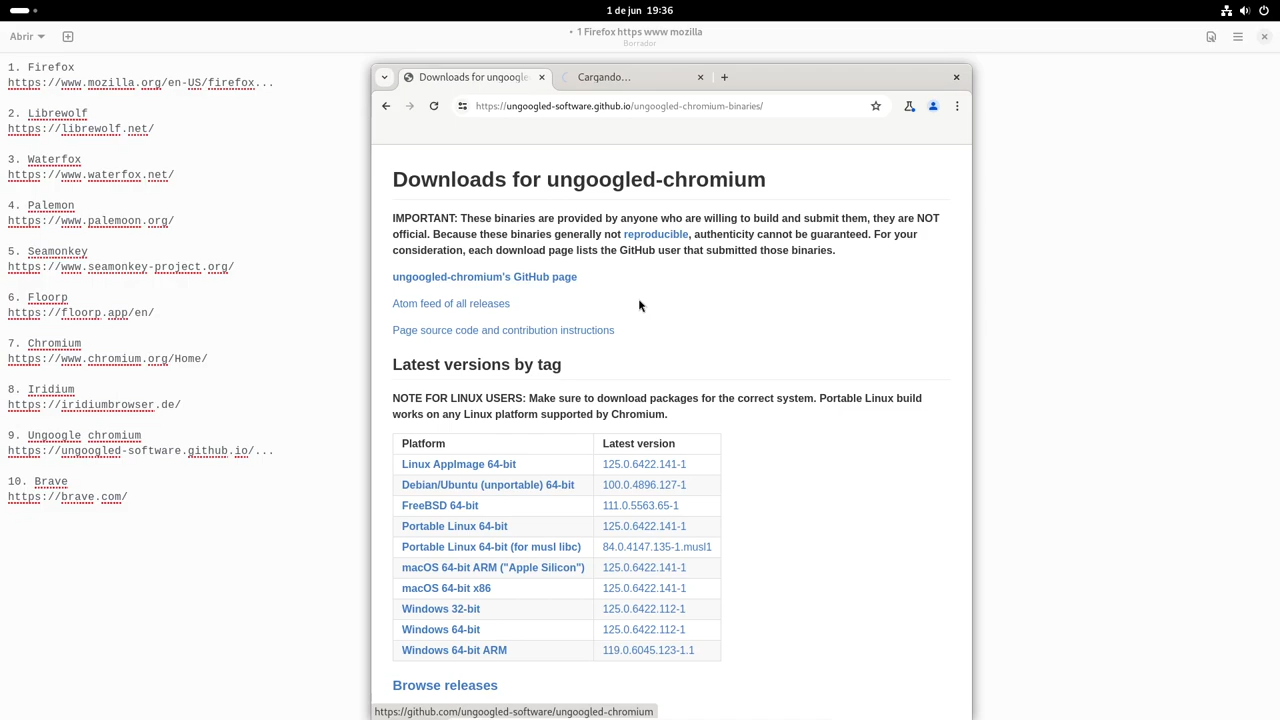 1 de jun 19:36
Abrir
• 1 Firefox https www mozilla
Borrador
1. Firefox
https://www.mozilla.org/en-US/firefox...
2. Librewolf
https://librewolf.net/
3. Waterfox
https://www.waterfox.net/
4. Palemon
https://www.palemoon.org/
5. Seamonkey
https://www.seamonkey-project.org/
6. Floorp
https://floorp.app/en/
7. Chromium
https://www.chromium.org/Home/
8. Iridium
https://iridiumbrowser.de/
9. Ungoogle chromium
https://ungoogled-software.github.io/...
10. Brave
https://brave.com/
Downloads for ungoogle
Cargando...
https://ungoogled-software.github.io/ungoogled-chromium-binaries/
Downloads for ungoogled-chromium
IMPORTANT: These binaries are provided by anyone who are willing to build and submit them, they are NOT
official. Because these binaries generally not reproducible, authenticity cannot be guaranteed. For your
consideration, each download page lists the GitHub user that submitted those binaries.
ungoogled-chromium's GitHub page
Atom feed of all releases
Page source code and contribution instructions
Latest versions by tag
NOTE FOR LINUX USERS: Make sure to download packages for the correct system. Portable Linux build
works on any Linux platform supported by Chromium.
Platform Latest version
Linux AppImage 64-bit 125.0.6422.141-1
Debian/Ubuntu (unportable) 64-bit 100.0.4896.127-1
FreeBSD 64-bit 111.0.5563.65-1
Portable Linux 64-bit 125.0.6422.141-1
Portable Linux 64-bit (for musl libc) 84.0.4147.135-1.musl1
macOS 64-bit ARM ("Apple Silicon") 125.0.6422.141-1
macOS 64-bit x86 125.0.6422.141-1
Windows 32-bit 125.0.6422.112-1
Windows 64-bit 125.0.6422.112-1
Windows 64-bit ARM 119.0.6045.123-1.1
Browse releases
https://github.com/ungoogled-software/ungoogled-chromium